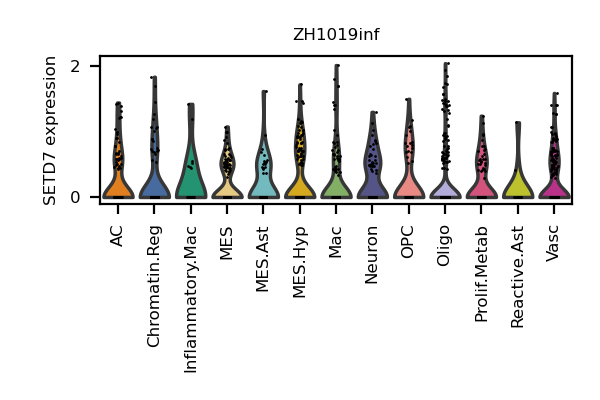 ZH1019inf
SETD7 expression
2
0
AC
Chromatin.Reg
Inflammatory.Mac
MES
MES.Ast
MES.Hyp
Mac
Neuron
OPC
Oligo
Prolif.Metab
Reactive.Ast
Vasc